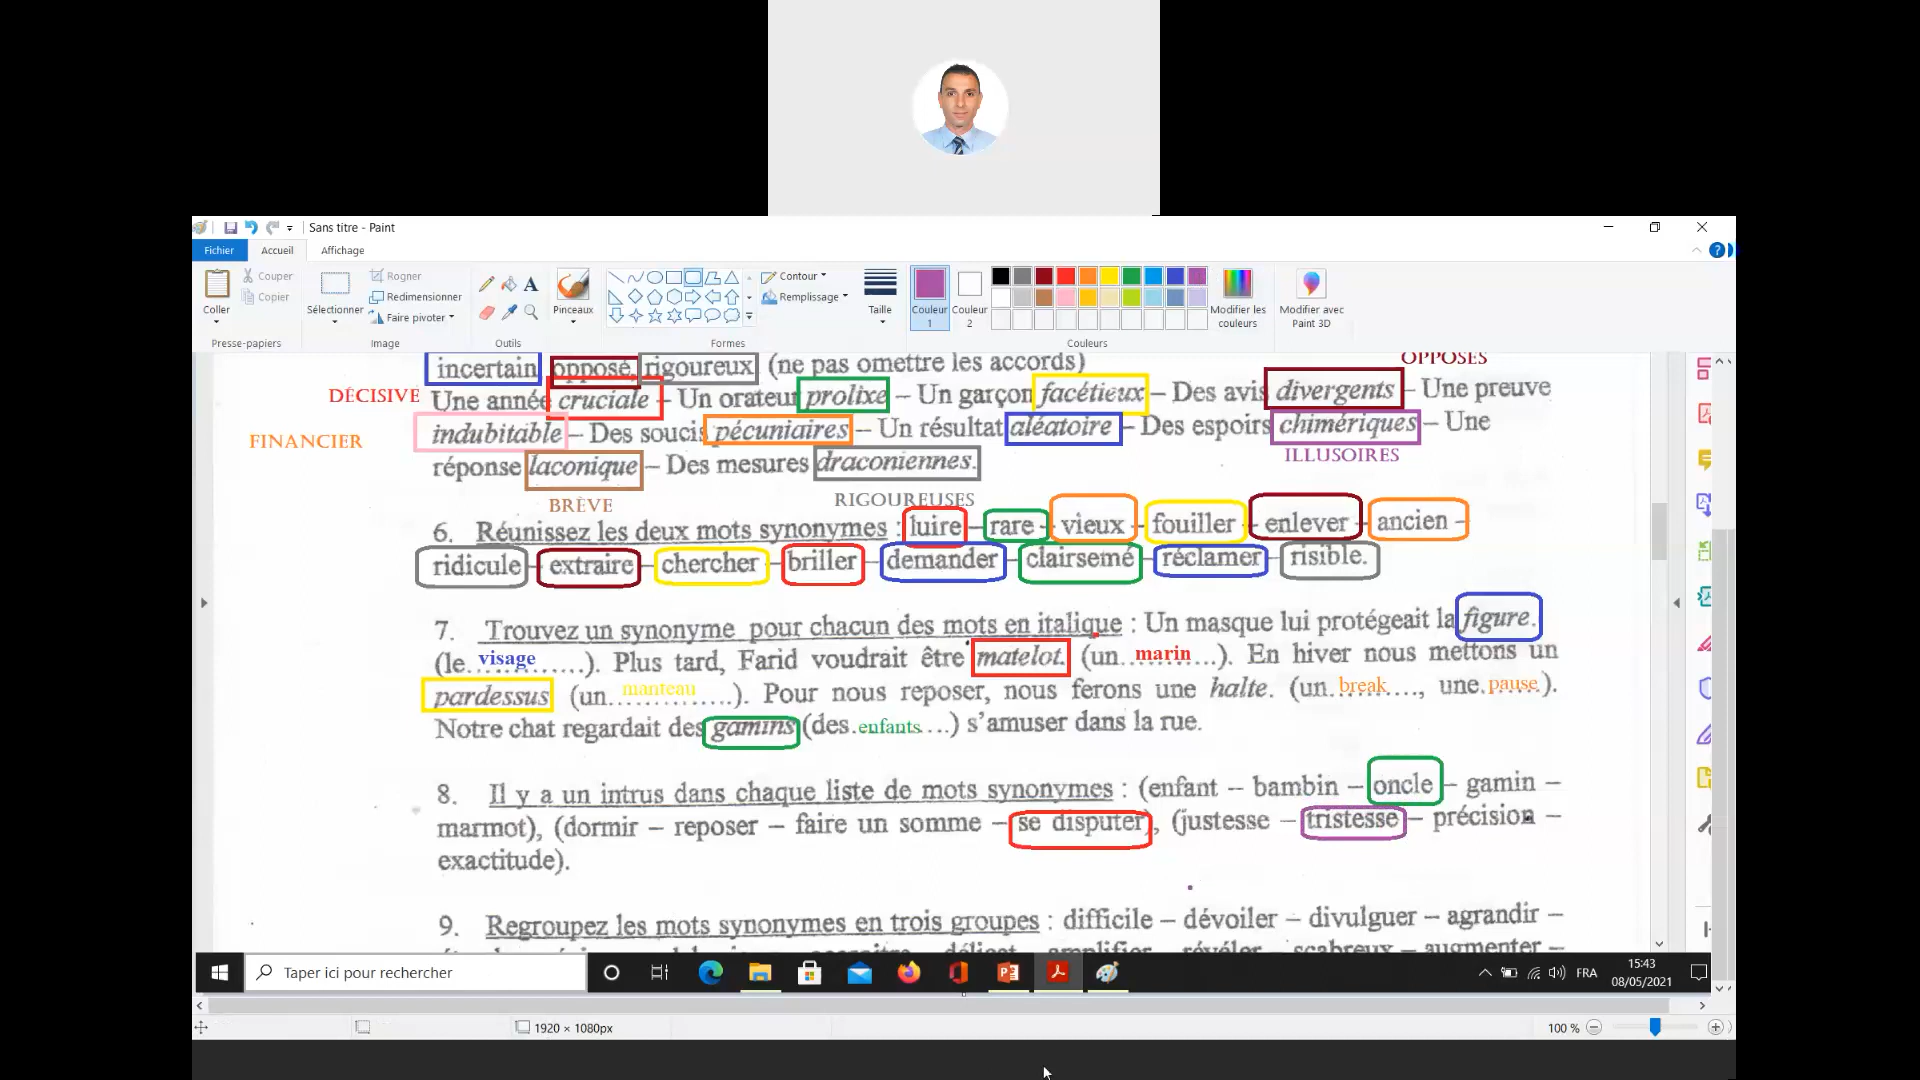 Sans titre - Paint
Fichier Accueil Affichage
Coller Couper Copier Presse-papiers
Sélectionner Rogner Redimensionner Faire pivoter Image
Outils
Pinceaux
Formes
Contour Remplissage
Taille
Couleur 1 Couleur 2
Couleurs
Modifier les couleurs
Modifier avec Paint 3D
incertain, opposé, rigoureux (ne pas omettre les accords) OPPOSÉS
DÉCISIVE Une année cruciale – Un orateur prolixe – Un garçon facétieux – Des avis divergents – Une preuve
FINANCIER indubitable – Des soucis pécuniaires – Un résultat aléatoire – Des espoirs chimériques – Une
ILLUSOIRES
réponse laconique – Des mesures draconiennes.
BRÈVE RIGOUREUSES
6. Réunissez les deux mots synonymes : luire – rare – vieux – fouiller – enlever – ancien –
ridicule – extraire – chercher – briller – demander – clairsemé – réclamer – risible.
7. Trouvez un synonyme pour chacun des mots en italique : Un masque lui protégeait la figure.
(le visage). Plus tard, Farid voudrait être matelot. (un marin). En hiver nous mettons un
pardessus (un manteau). Pour nous reposer, nous ferons une halte. (un break, une pause).
Notre chat regardait des gamins (des enfants) s'amuser dans la rue.
8. Il y a un intrus dans chaque liste de mots synonymes : (enfant – bambin – oncle – gamin –
marmot), (dormir – reposer – faire un somme – se disputer), (justesse – tristesse – précision –
exactitude).
9. Regroupez les mots synonymes en trois groupes : difficile – dévoiler – divulguer – agrandir –
délicat – amplifier – révéler – scabreux – augmenter –
Taper ici pour rechercher
FRA
15:43
08/05/2021
1920 × 1080px
100 %